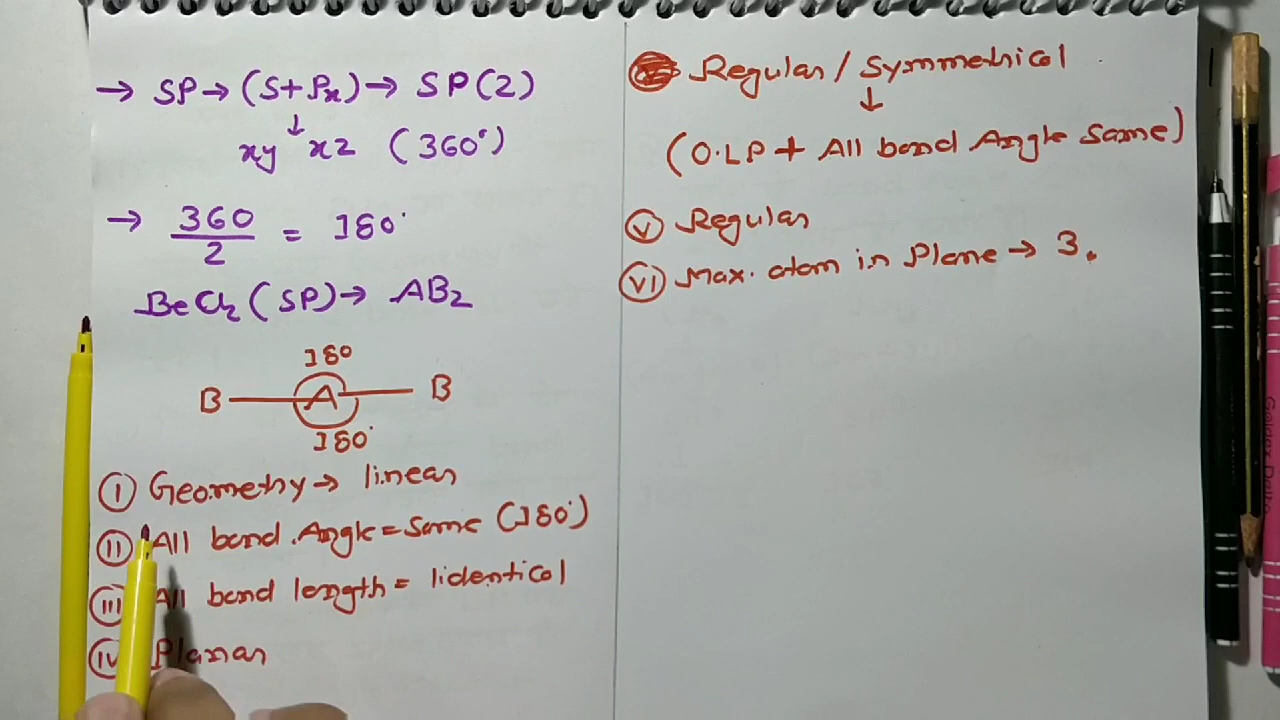 → SP → (S+Px) → SP(2)
↓
xy xz (360°)
→ 360/2 = 180°
BeCl2 (SP) → AB2
180
B — A — B
180°
(I) Geometry → linear
(II) All bond Angle = Same (180°)
(III) All bond length = Iidentical
(IV) Planar
Regular / Symmetrical
↓
(0.LP + All bond Angle Same)
(V) Regular
(VI) Max. atom in Plane → 3.